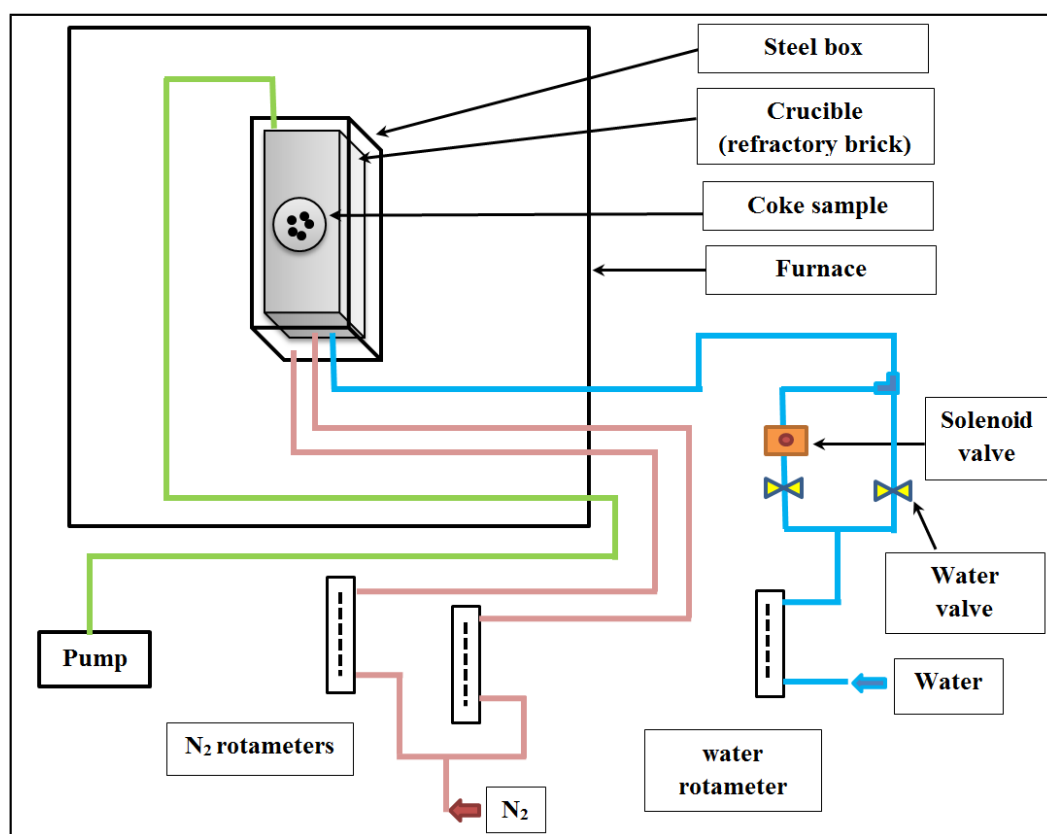 Steel box
Crucible
(refractory brick)
Coke sample
Furnace
Solenoid
valve
Water
valve
Pump
Water
N₂ rotameters
water
rotameter
N₂